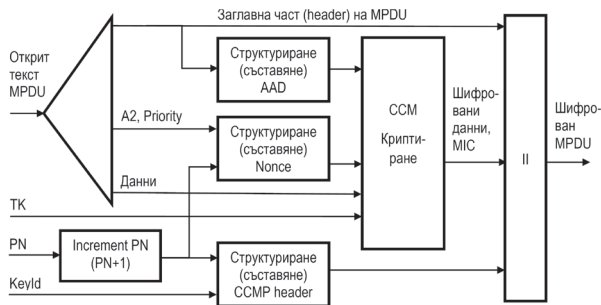 Заглавна част (header) на MPDU
Открит
текст
MPDU
Структуриране
(съставяне)
AAD
A2, Priority
Структуриране
(съставяне)
Nonce
Данни
CCM
Крипти-
ране
Шифро-
вани
данни,
MIC
II
Шифро-
ван
MPDU
TK
PN
Increment PN
(PN+1)
KeyId
Структуриране
(съставяне)
CCMP header